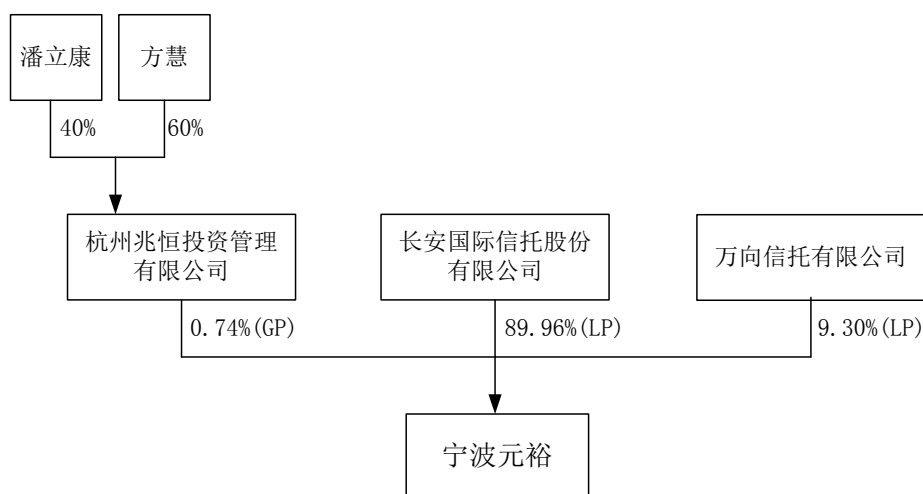 潘立康
方慧
40%
60%
杭州兆恒投资管理
有限公司
长安国际信托股份
有限公司
万向信托有限公司
0.74%(GP)
89.96%(LP)
9.30%(LP)
宁波元裕